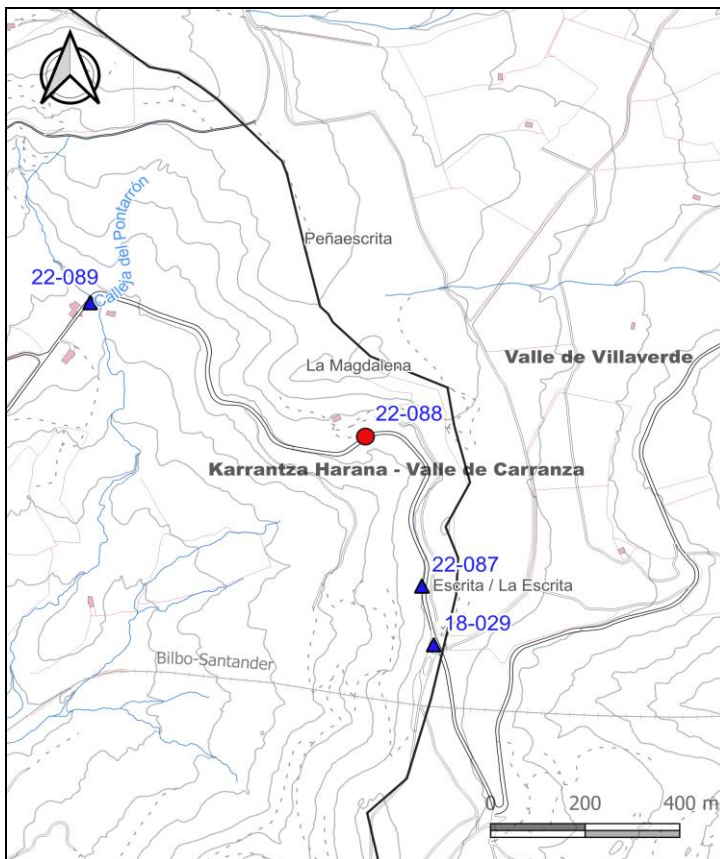 Calleja del Pontarrón
Peñaescrita
22-089
La Magdalena
Valle de Villaverde
22-088
Karrantza Harana - Valle de Carranza
22-087
Escrita / La Escrita
18-029
Bilbo-Santander
0 200 400 m